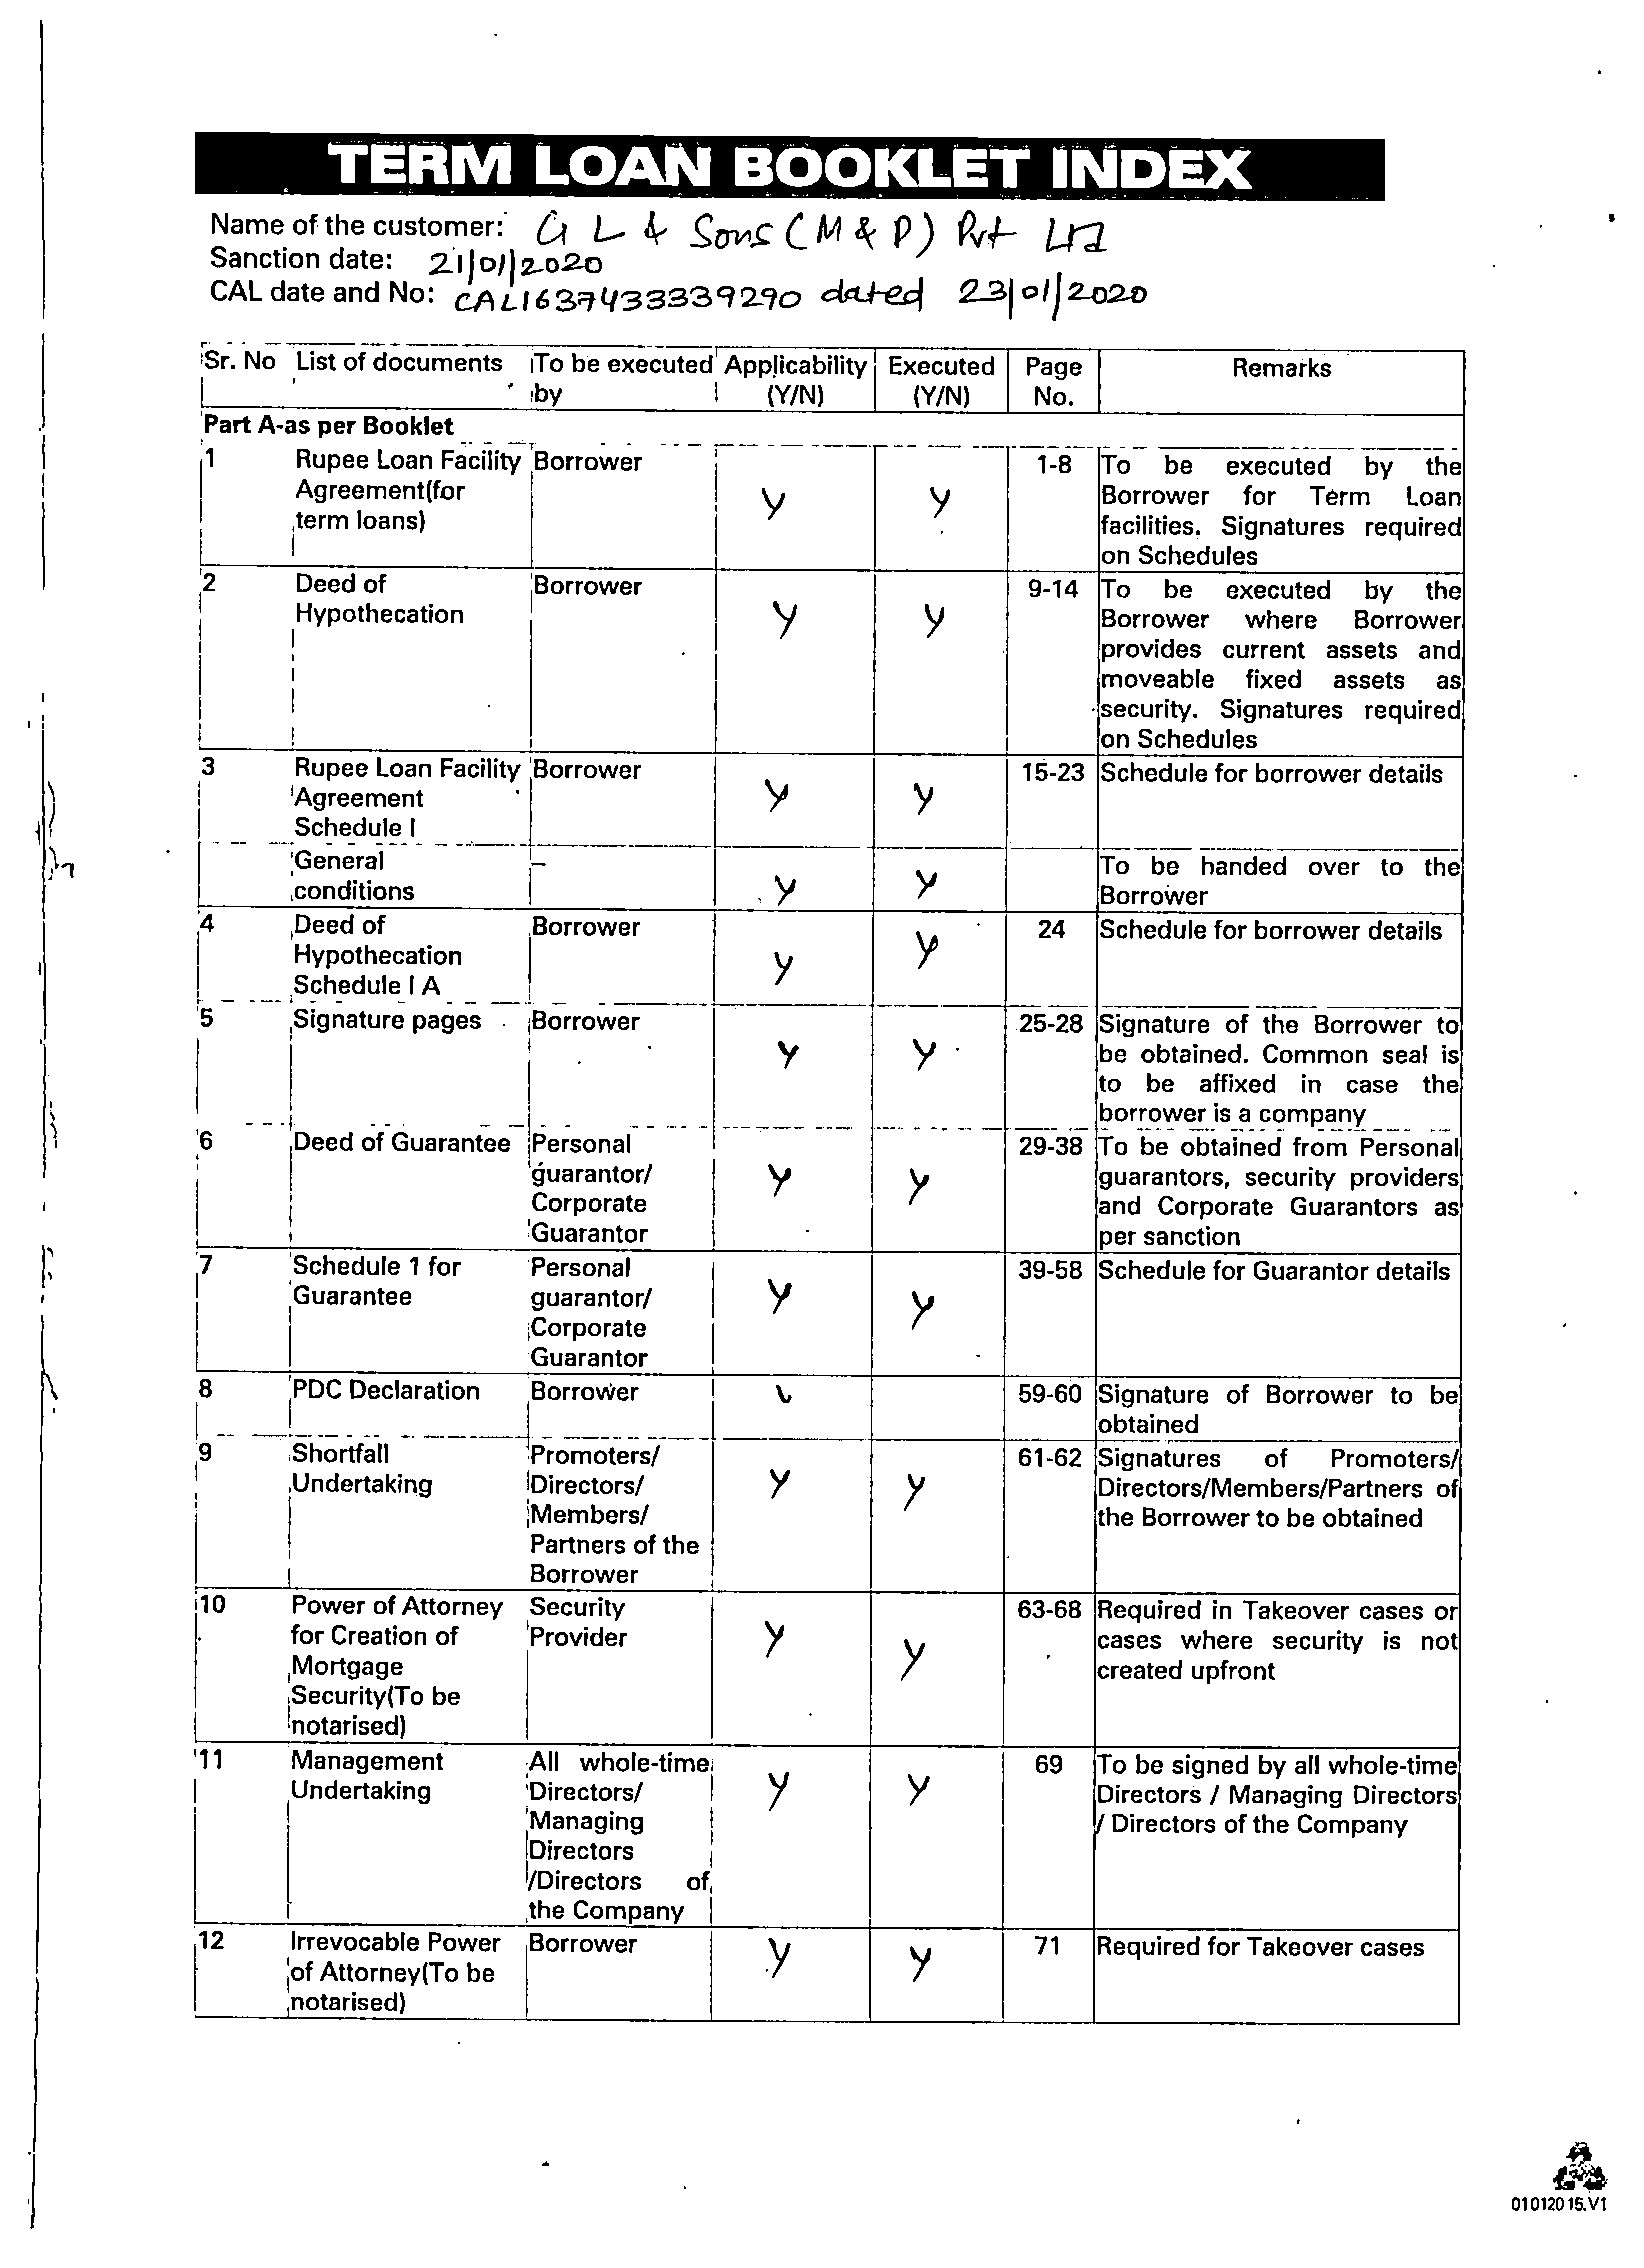 TERM LOAN BOOKLET INDEX
Name of the customer: G L & Sons (M & P) Pvt Ltd
Sanction date: 21/01/2020
CAL date and No: CAL1637433339290 dated 23/01/2020
Sr. No List of documents To be executed by Applicability (Y/N) Executed (Y/N) Page No. Remarks
Part A-as per Booklet
1 Rupee Loan Facility Borrower Y Y 1-8 To be executed by the
Agreement(for Borrower for Term Loan
term loans) facilities. Signatures required
on Schedules
2 Deed of Borrower Y Y 9-14 To be executed by the
Hypothecation Borrower where Borrower
provides current assets and
moveable fixed assets as
security. Signatures required
on Schedules
3 Rupee Loan Facility Borrower Y Y 15-23 Schedule for borrower details
Agreement
Schedule I
General - Y Y To be handed over to the
conditions Borrower
4 Deed of Borrower Y Y 24 Schedule for borrower details
Hypothecation
Schedule I A
5 Signature pages Borrower Y Y 25-28 Signature of the Borrower to
be obtained. Common seal is
to be affixed in case the
borrower is a company
6 Deed of Guarantee Personal Y Y 29-38 To be obtained from Personal
guarantor/ guarantors, security providers
Corporate and Corporate Guarantors as
Guarantor per sanction
7 Schedule 1 for Personal Y Y 39-58 Schedule for Guarantor details
Guarantee guarantor/
Corporate
Guarantor
8 PDC Declaration Borrower 59-60 Signature of Borrower to be
obtained
9 Shortfall Promoters/ Y Y 61-62 Signatures of Promoters/
Undertaking Directors/ Directors/Members/Partners of
Members/ the Borrower to be obtained
Partners of the
Borrower
10 Power of Attorney Security Y Y 63-68 Required in Takeover cases or
for Creation of Provider cases where security is not
Mortgage created upfront
Security(To be
notarised)
11 Management All whole-time Y Y 69 To be signed by all whole-time
Undertaking Directors/ Directors / Managing Directors
Managing / Directors of the Company
Directors
/Directors of
the Company
12 Irrevocable Power Borrower Y Y 71 Required for Takeover cases
of Attorney(To be
notarised)
01012015.V1